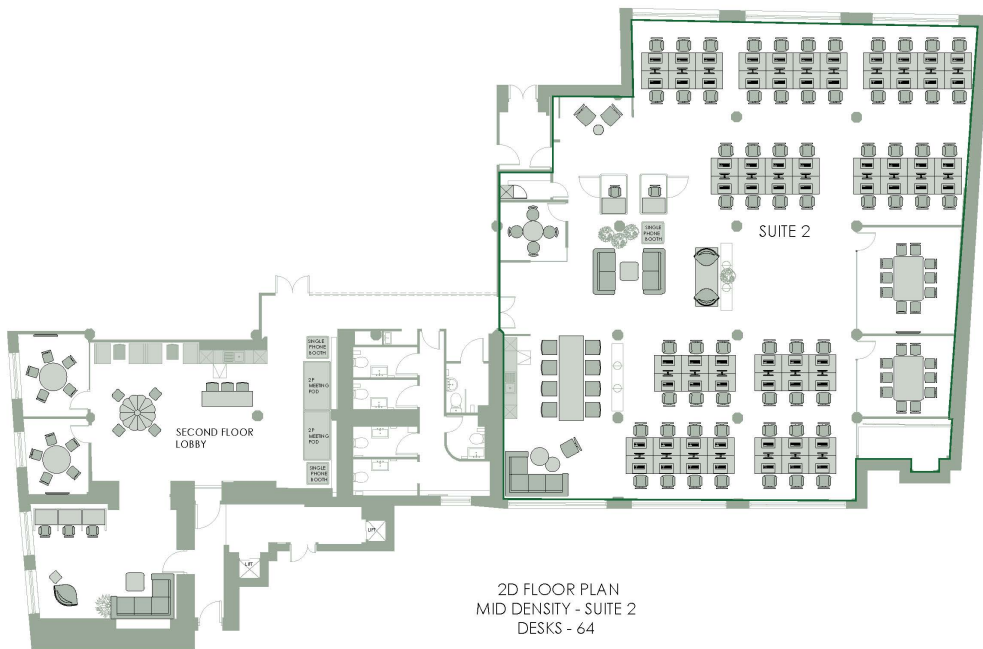 SINGLE
PHONE
BOOTH
SUITE 2
SINGLE
PHONE
BOOTH
2P
MEETING
POD
2P
MEETING
POD
SINGLE
PHONE
BOOTH
SECOND FLOOR
LOBBY
LIFT
LIFT
2D FLOOR PLAN
MID DENSITY - SUITE 2
DESKS - 64